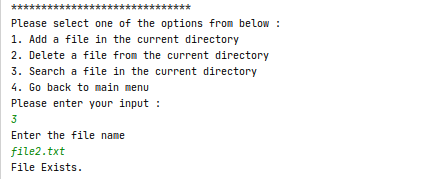 ******************************
Please select one of the options from below :
1. Add a file in the current directory
2. Delete a file from the current directory
3. Search a file in the current directory
4. Go back to main menu
Please enter your input :
3
Enter the file name
file2.txt
File Exists.